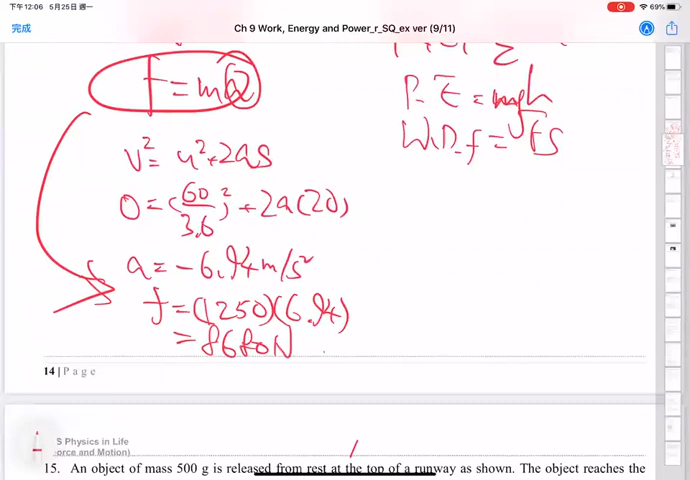 下午12:06 5月25日 週一
69%
完成
Ch 9 Work, Energy and Power_r_SQ_ex ver (9/11)
F = ma
P.E = mgh
W.D.f = fs
v² = u² + 2as
0 = (60/3.6)² + 2a(20)
a = -6.94 m/s²
f = (1250)(6.94)
= 8680N
14 | Page
S Physics in Life
orce and Motion)
15. An object of mass 500 g is released from rest at the top of a runway as shown. The object reaches the